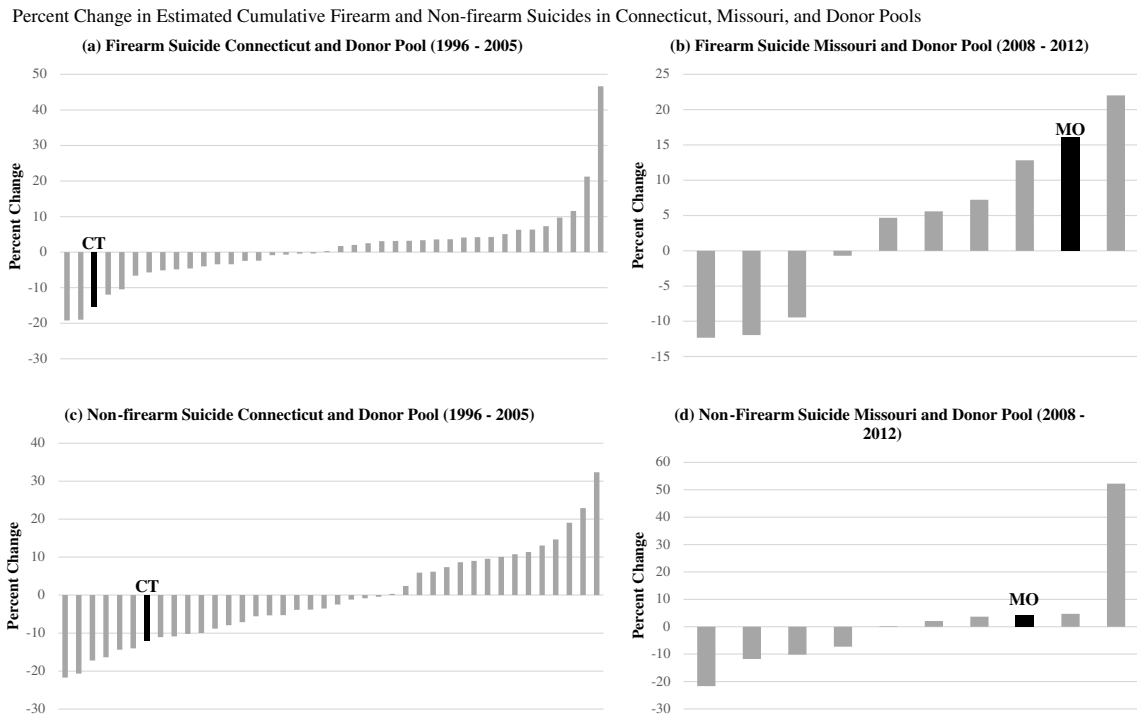 Percent Change in Estimated Cumulative Firearm and Non-firearm Suicides in Connecticut, Missouri, and Donor Pools
(a) Firearm Suicide Connecticut and Donor Pool (1996 - 2005)
50
40
30
20
10
0
-10
-20
-30
Percent Change
CT
(b) Firearm Suicide Missouri and Donor Pool (2008 - 2012)
25
20
15
10
5
0
-5
-10
-15
Percent Change
MO
(c) Non-firearm Suicide Connecticut and Donor Pool (1996 - 2005)
40
30
20
10
0
-10
-20
-30
Percent Change
CT
(d) Non-Firearm Suicide Missouri and Donor Pool (2008 -
2012)
60
50
40
30
20
10
0
-10
-20
-30
Percent Change
MO